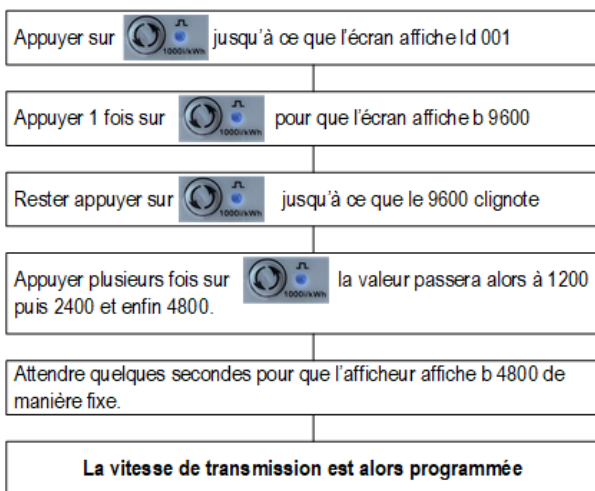 Appuyer sur 1000i/kWh jusqu'à ce que l'écran affiche Id 001
Appuyer 1 fois sur 1000i/kWh pour que l'écran affiche b 9600
Rester appuyer sur 1000i/kWh jusqu'à ce que le 9600 clignote
Appuyer plusieurs fois sur 1000i/kWh la valeur passera alors à 1200
puis 2400 et enfin 4800.
Attendre quelques secondes pour que l'afficheur affiche b 4800 de
manière fixe.
La vitesse de transmission est alors programmée